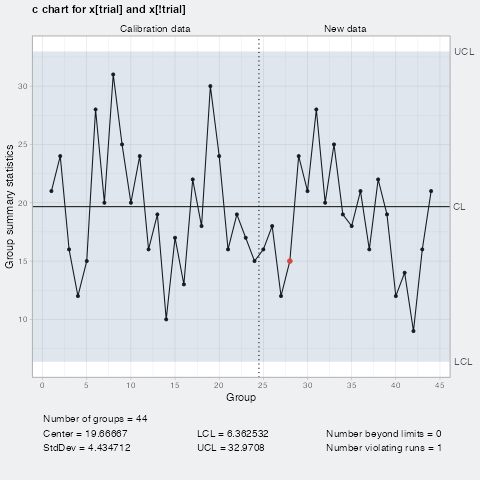 c chart for x[trial] and x[!trial]
Calibration data New data
UCL
CL
LCL
Group summary statistics
30
25
20
15
10
0 5 10 15 20 25 30 35 40 45
Group
Number of groups = 44
Center = 19.66667 LCL = 6.362532 Number beyond limits = 0
StdDev = 4.434712 UCL = 32.9708 Number violating runs = 1